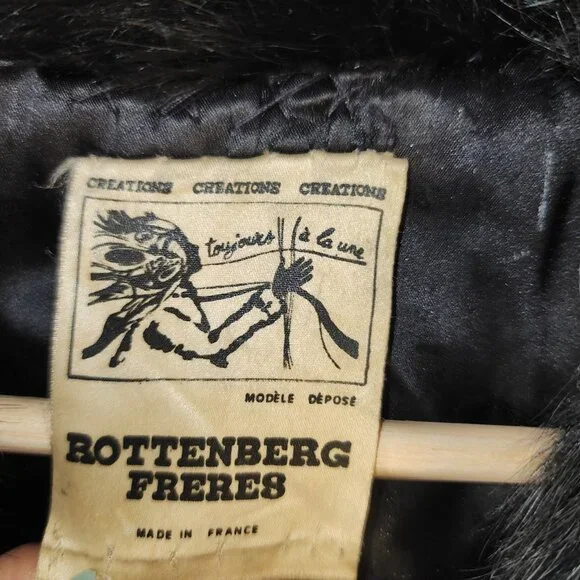 CREATIONS CREATIONS CREATIONS
toujours à la une
MODÈLE DÉPOSÉ
ROTTENBERG
FRERES
MADE IN FRANCE